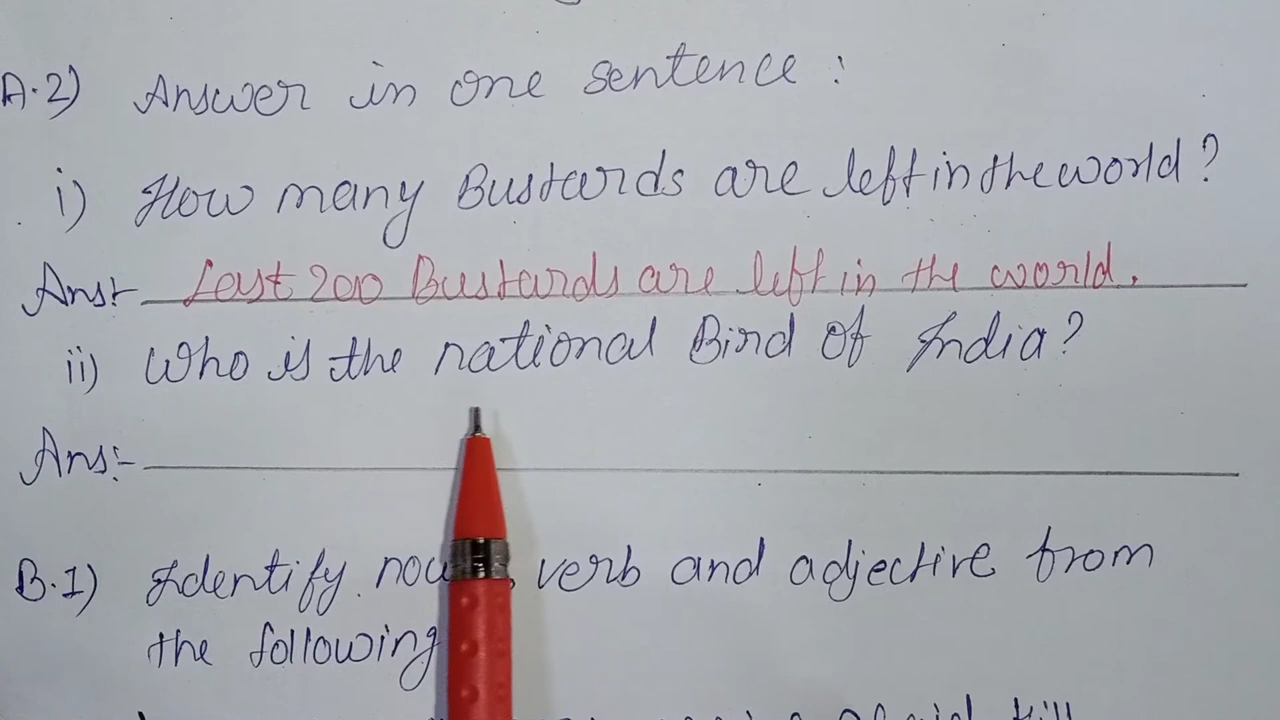 A.2) Answer in one sentence :
i) How many Bustards are left in the world?
Ans:- Last 200 Bustards are left in the world.
ii) Who is the national Bird Of India?
Ans:-
B.1) Identify verb and adjective from
the following